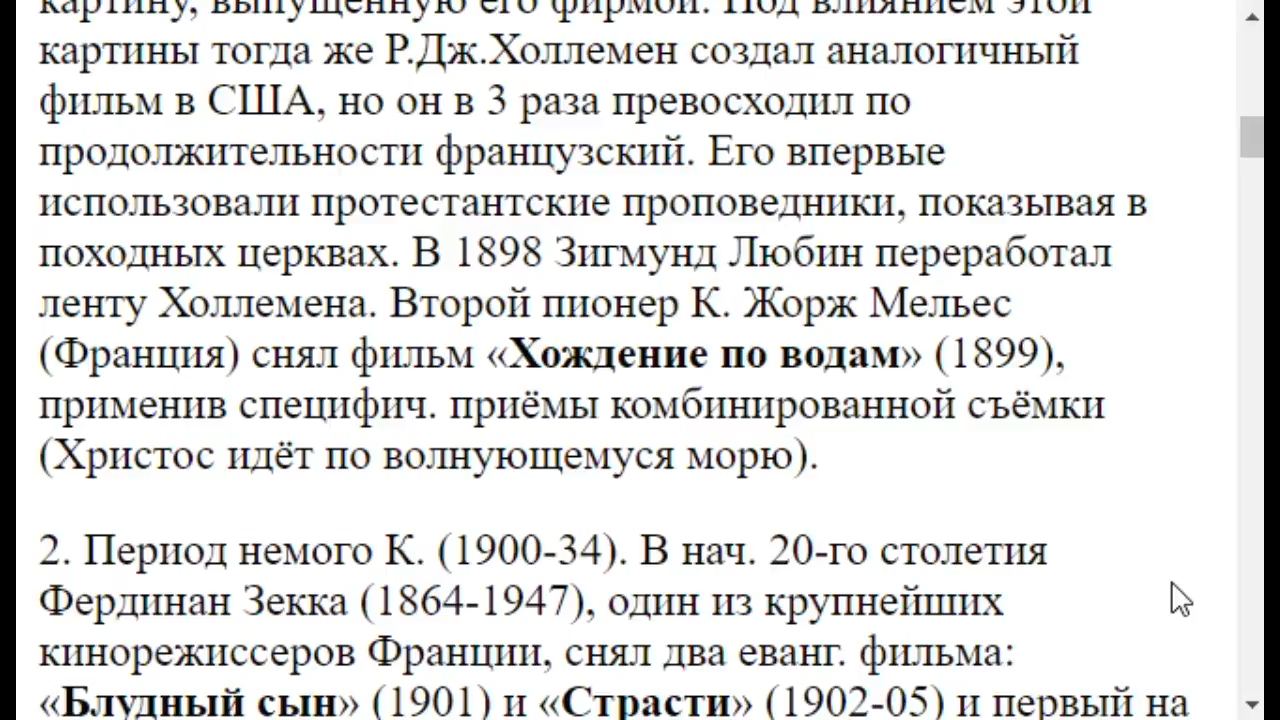 картину, выпущенную его фирмой. Под влиянием этой
картины тогда же Р.Дж.Холлемен создал аналогичный
фильм в США, но он в 3 раза превосходил по
продолжительности французский. Его впервые
использовали протестантские проповедники, показывая в
походных церквах. В 1898 Зигмунд Любин переработал
ленту Холлемена. Второй пионер К. Жорж Мельес
(Франция) снял фильм «Хождение по водам» (1899),
применив специфич. приёмы комбинированной съёмки
(Христос идёт по волнующемуся морю).
2. Период немого К. (1900-34). В нач. 20-го столетия
Фердинан Зекка (1864-1947), один из крупнейших
кинорежиссеров Франции, снял два еванг. фильма:
«Блудный сын» (1901) и «Страсти» (1902-05) и первый на